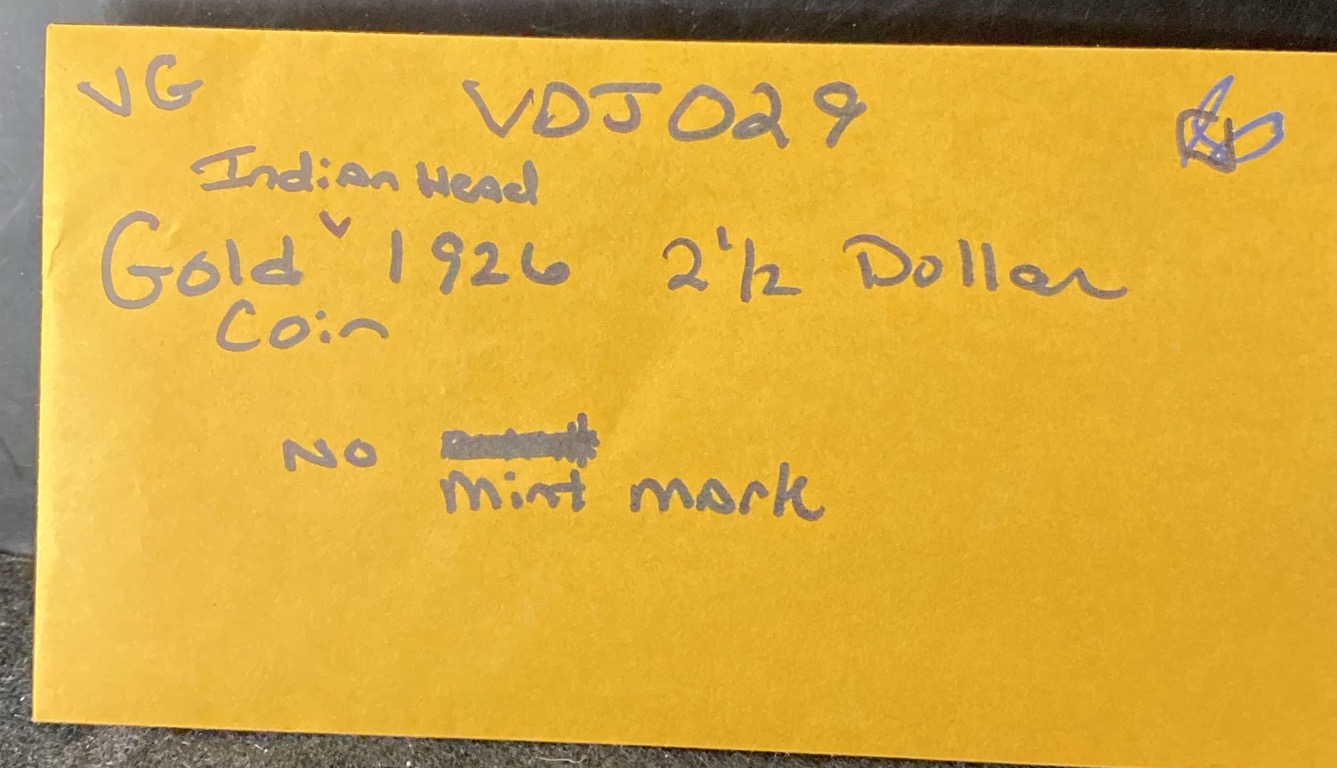 VG VDJ029
Indian Head
Gold ˅ 1926 2 1/2 Dollar
Coin
No
Mint mark